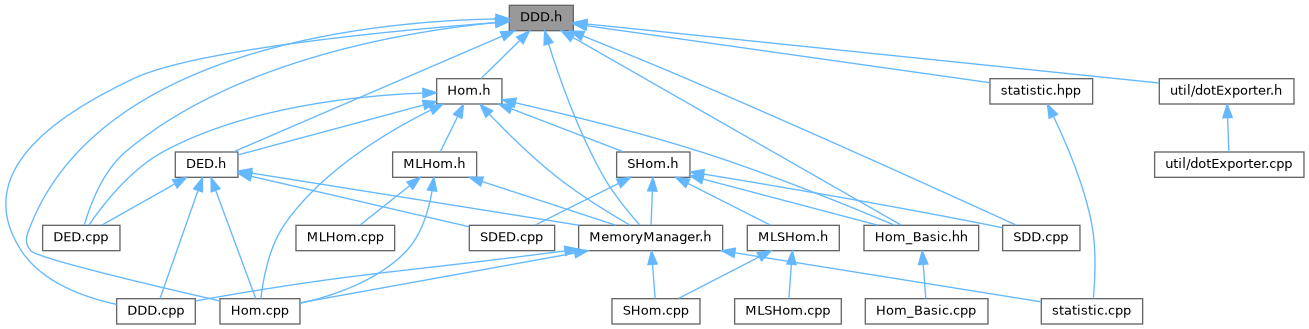 DDD.h
Hom.h
statistic.hpp
util/dotExporter.h
DED.h
MLHom.h
SHom.h
util/dotExporter.cpp
DED.cpp
MLHom.cpp
SDED.cpp
MemoryManager.h
MLSHom.h
Hom_Basic.hh
SDD.cpp
DDD.cpp
Hom.cpp
SHom.cpp
MLSHom.cpp
Hom_Basic.cpp
statistic.cpp